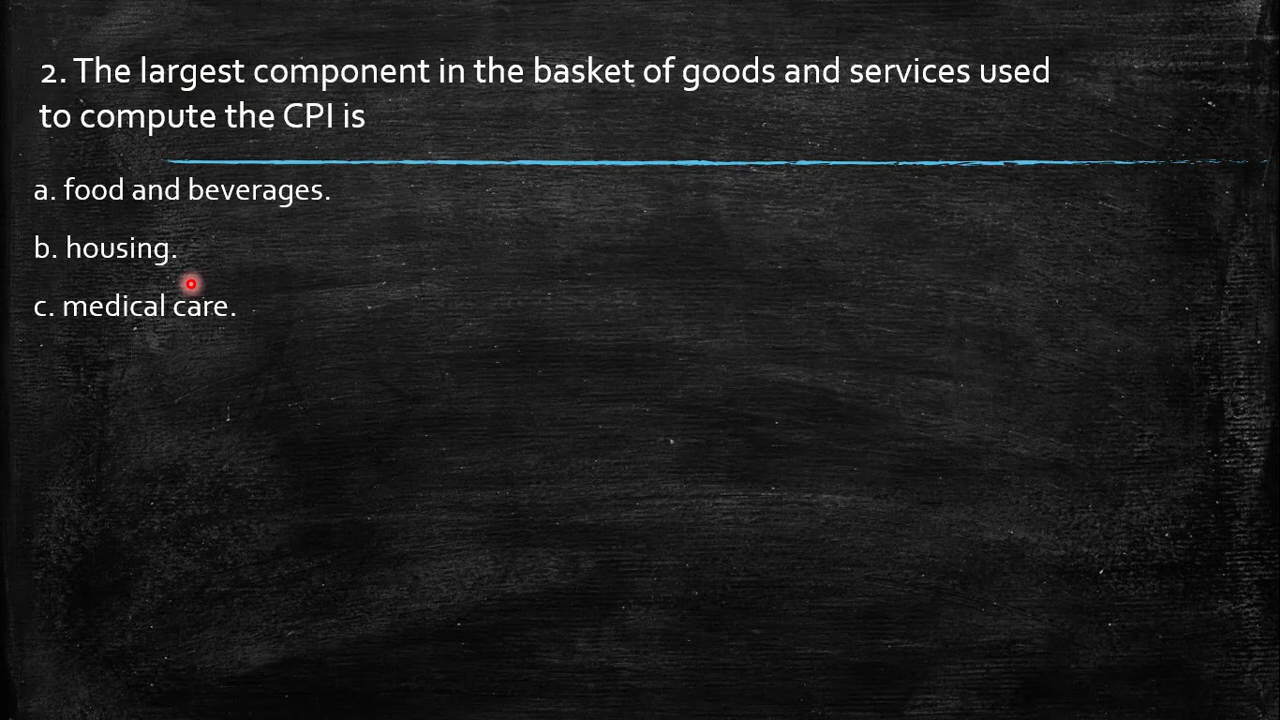 2. The largest component in the basket of goods and services used
to compute the CPI is
a. food and beverages.
b. housing.
c. medical care.